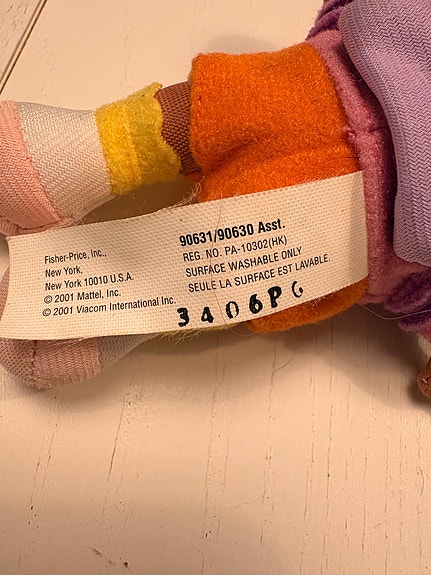 Fisher-Price, Inc.,
New York,
New York 10010 U.S.A.
© 2001 Mattel, Inc.
© 2001 Viacom International Inc.
90631/90630 Asst.
REG. NO. PA-10302(HK)
SURFACE WASHABLE ONLY
SEULE LA SURFACE EST LAVABLE
3406P6